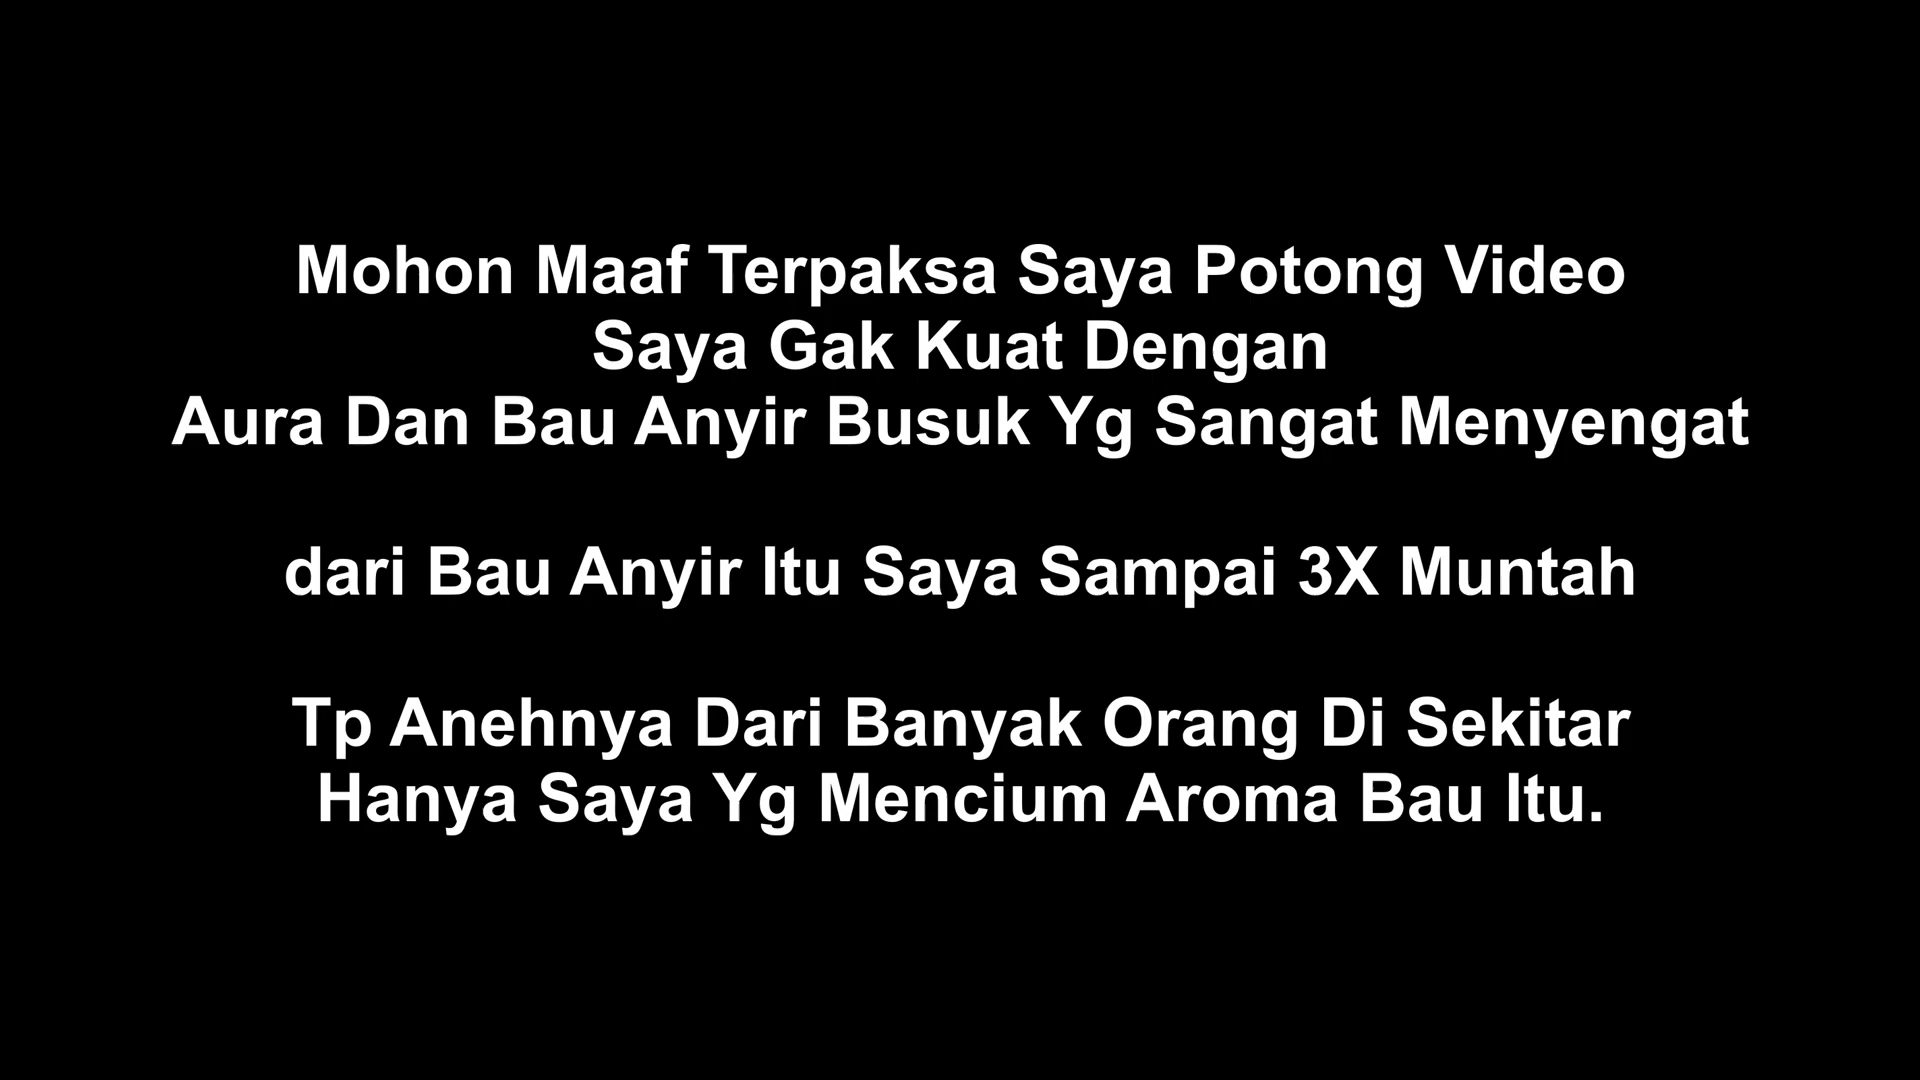 Mohon Maaf Terpaksa Saya Potong Video
Saya Gak Kuat Dengan
Aura Dan Bau Anyir Busuk Yg Sangat Menyengat
dari Bau Anyir Itu Saya Sampai 3X Muntah
Tp Anehnya Dari Banyak Orang Di Sekitar
Hanya Saya Yg Mencium Aroma Bau Itu.